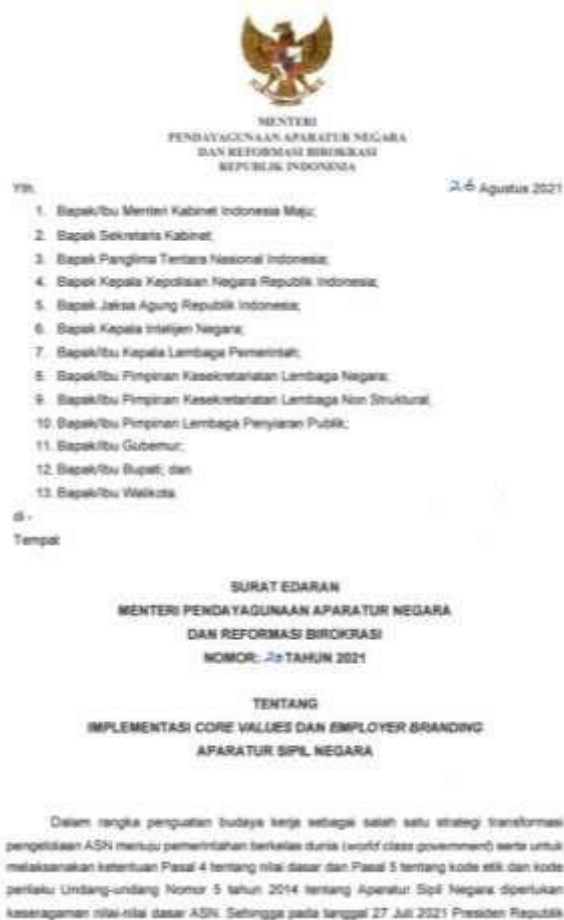 MENTERI
PENDAYAGUNAAN APARATUR NEGARA
DAN REFORMASI BIROKRASI
REPUBLIK INDONESIA
Yth. 26 Agustus 2021
1. Bapak/Ibu Menteri Kabinet Indonesia Maju;
2. Bapak Sekretaris Kabinet;
3. Bapak Panglima Tentara Nasional Indonesia;
4. Bapak Kepala Kepolisian Negara Republik Indonesia;
5. Bapak Jaksa Agung Republik Indonesia;
6. Bapak Kepala Intelijen Negara;
7. Bapak/Ibu Kepala Lembaga Pemerintah;
8. Bapak/Ibu Pimpinan Kesekretariatan Lembaga Negara;
9. Bapak/Ibu Pimpinan Kesekretariatan Lembaga Non Struktural;
10. Bapak/Ibu Pimpinan Lembaga Penyiaran Publik;
11. Bapak/Ibu Gubernur;
12. Bapak/Ibu Bupati; dan
13. Bapak/Ibu Walikota.
di -
Tempat
SURAT EDARAN
MENTERI PENDAYAGUNAAN APARATUR NEGARA
DAN REFORMASI BIROKRASI
NOMOR: 20 TAHUN 2021
TENTANG
IMPLEMENTASI CORE VALUES DAN EMPLOYER BRANDING
APARATUR SIPIL NEGARA
Dalam rangka penguatan budaya kerja sebagai salah satu strategi transformasi
pengelolaan ASN menuju pemerintahan berkelas dunia (world class government) serta untuk
melaksanakan ketentuan Pasal 4 tentang nilai dasar dan Pasal 5 tentang kode etik dan kode
perilaku Undang-undang Nomor 5 tahun 2014 tentang Aparatur Sipil Negara diperlukan
keseragaman nilai-nilai dasar ASN. Sehingga pada tanggal 27 Juli 2021 Presiden Republik